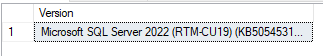 Version
1 Microsoft SQL Server 2022 (RTM-CU19) (KB5054531...